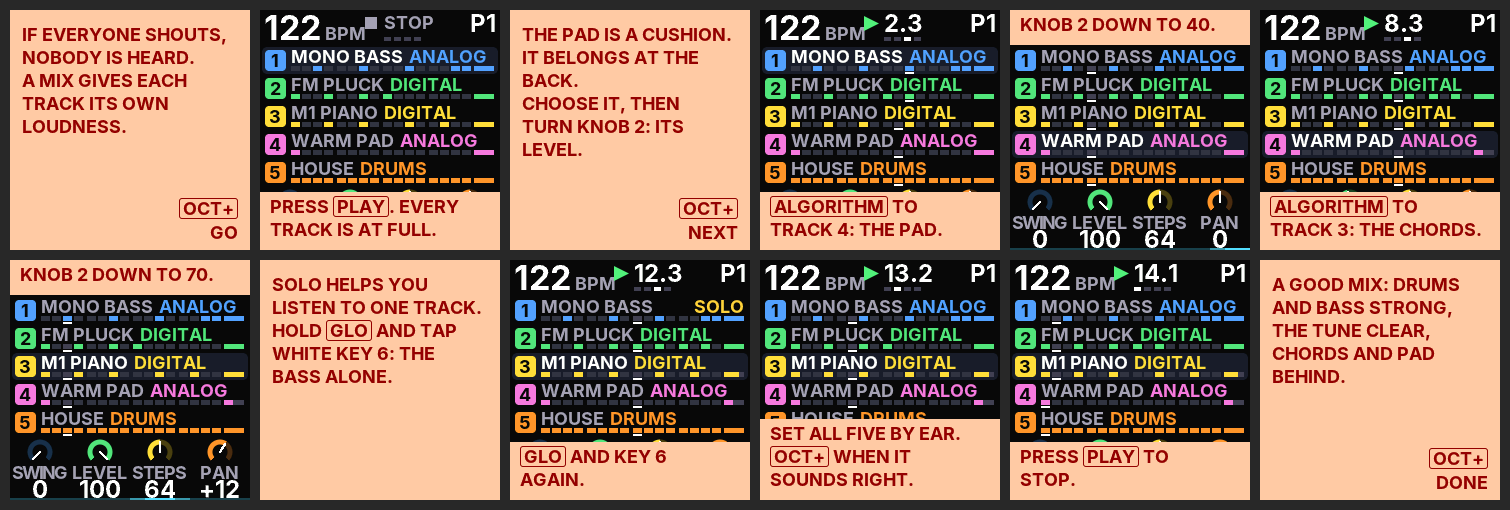 IF EVERYONE SHOUTS,
NOBODY IS HEARD.
A MIX GIVES EACH
TRACK ITS OWN
LOUDNESS.
OCT+
GO
122 BPM STOP P1
1 MONO BASS ANALOG
2 FM PLUCK DIGITAL
3 M1 PIANO DIGITAL
4 WARM PAD ANALOG
5 HOUSE DRUMS
PRESS PLAY. EVERY
TRACK IS AT FULL.
THE PAD IS A CUSHION.
IT BELONGS AT THE
BACK.
CHOOSE IT, THEN
TURN KNOB 2: ITS
LEVEL.
OCT+
NEXT
122 BPM 2.3 P1
1 MONO BASS ANALOG
2 FM PLUCK DIGITAL
3 M1 PIANO DIGITAL
4 WARM PAD ANALOG
5 HOUSE DRUMS
ALGORITHM TO
TRACK 4: THE PAD.
KNOB 2 DOWN TO 40.
1 MONO BASS ANALOG
2 FM PLUCK DIGITAL
3 M1 PIANO DIGITAL
4 WARM PAD ANALOG
5 HOUSE DRUMS
SWING LEVEL STEPS PAN
0 100 64 0
122 BPM 8.3 P1
1 MONO BASS ANALOG
2 FM PLUCK DIGITAL
3 M1 PIANO DIGITAL
4 WARM PAD ANALOG
5 HOUSE DRUMS
ALGORITHM TO
TRACK 3: THE CHORDS.
KNOB 2 DOWN TO 70.
1 MONO BASS ANALOG
2 FM PLUCK DIGITAL
3 M1 PIANO DIGITAL
4 WARM PAD ANALOG
5 HOUSE DRUMS
SWING LEVEL STEPS PAN
0 100 64 +12
SOLO HELPS YOU
LISTEN TO ONE TRACK.
HOLD GLO AND TAP
WHITE KEY 6: THE
BASS ALONE.
122 BPM 12.3 P1
1 MONO BASS SOLO
2 FM PLUCK DIGITAL
3 M1 PIANO DIGITAL
4 WARM PAD ANALOG
5 HOUSE DRUMS
GLO AND KEY 6
AGAIN.
122 BPM 13.2 P1
1 MONO BASS ANALOG
2 FM PLUCK DIGITAL
3 M1 PIANO DIGITAL
4 WARM PAD ANALOG
5 HOUSE DRUMS
SET ALL FIVE BY EAR.
OCT+ WHEN IT
SOUNDS RIGHT.
122 BPM 14.1 P1
1 MONO BASS ANALOG
2 FM PLUCK DIGITAL
3 M1 PIANO DIGITAL
4 WARM PAD ANALOG
5 HOUSE DRUMS
PRESS PLAY TO
STOP.
A GOOD MIX: DRUMS
AND BASS STRONG,
THE TUNE CLEAR,
CHORDS AND PAD
BEHIND.
OCT+
DONE